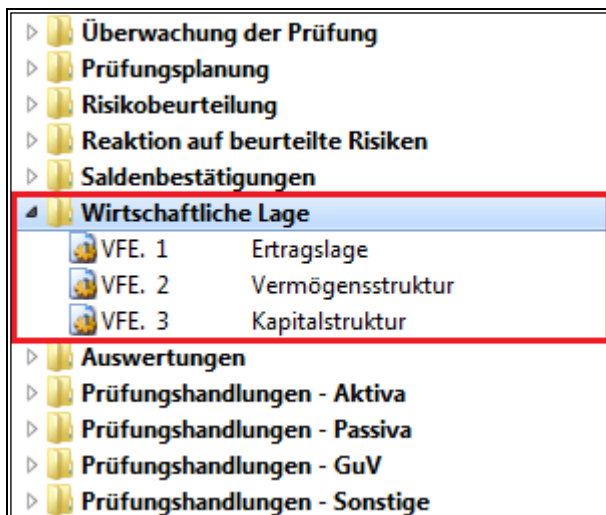 Überwachung der Prüfung
Prüfungsplanung
Risikobeurteilung
Reaktion auf beurteilte Risiken
Saldenbestätigungen
Wirtschaftliche Lage
VFE. 1 Ertragslage
VFE. 2 Vermögensstruktur
VFE. 3 Kapitalstruktur
Auswertungen
Prüfungshandlungen - Aktiva
Prüfungshandlungen - Passiva
Prüfungshandlungen - GuV
Prüfungshandlungen - Sonstige